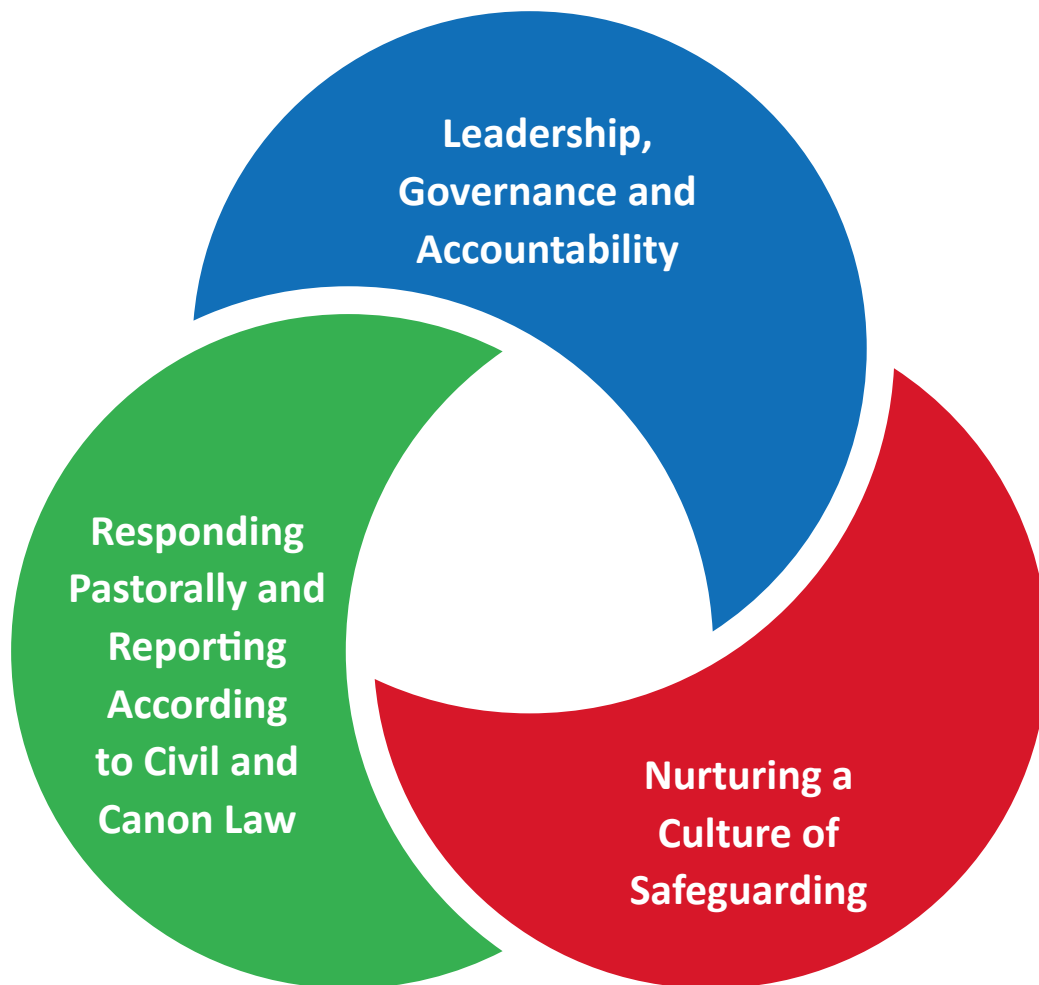 Leadership,
Governance and
Accountability
Responding
Pastorally and
Reporting
According
to Civil and
Canon Law
Nurturing a
Culture of
Safeguarding